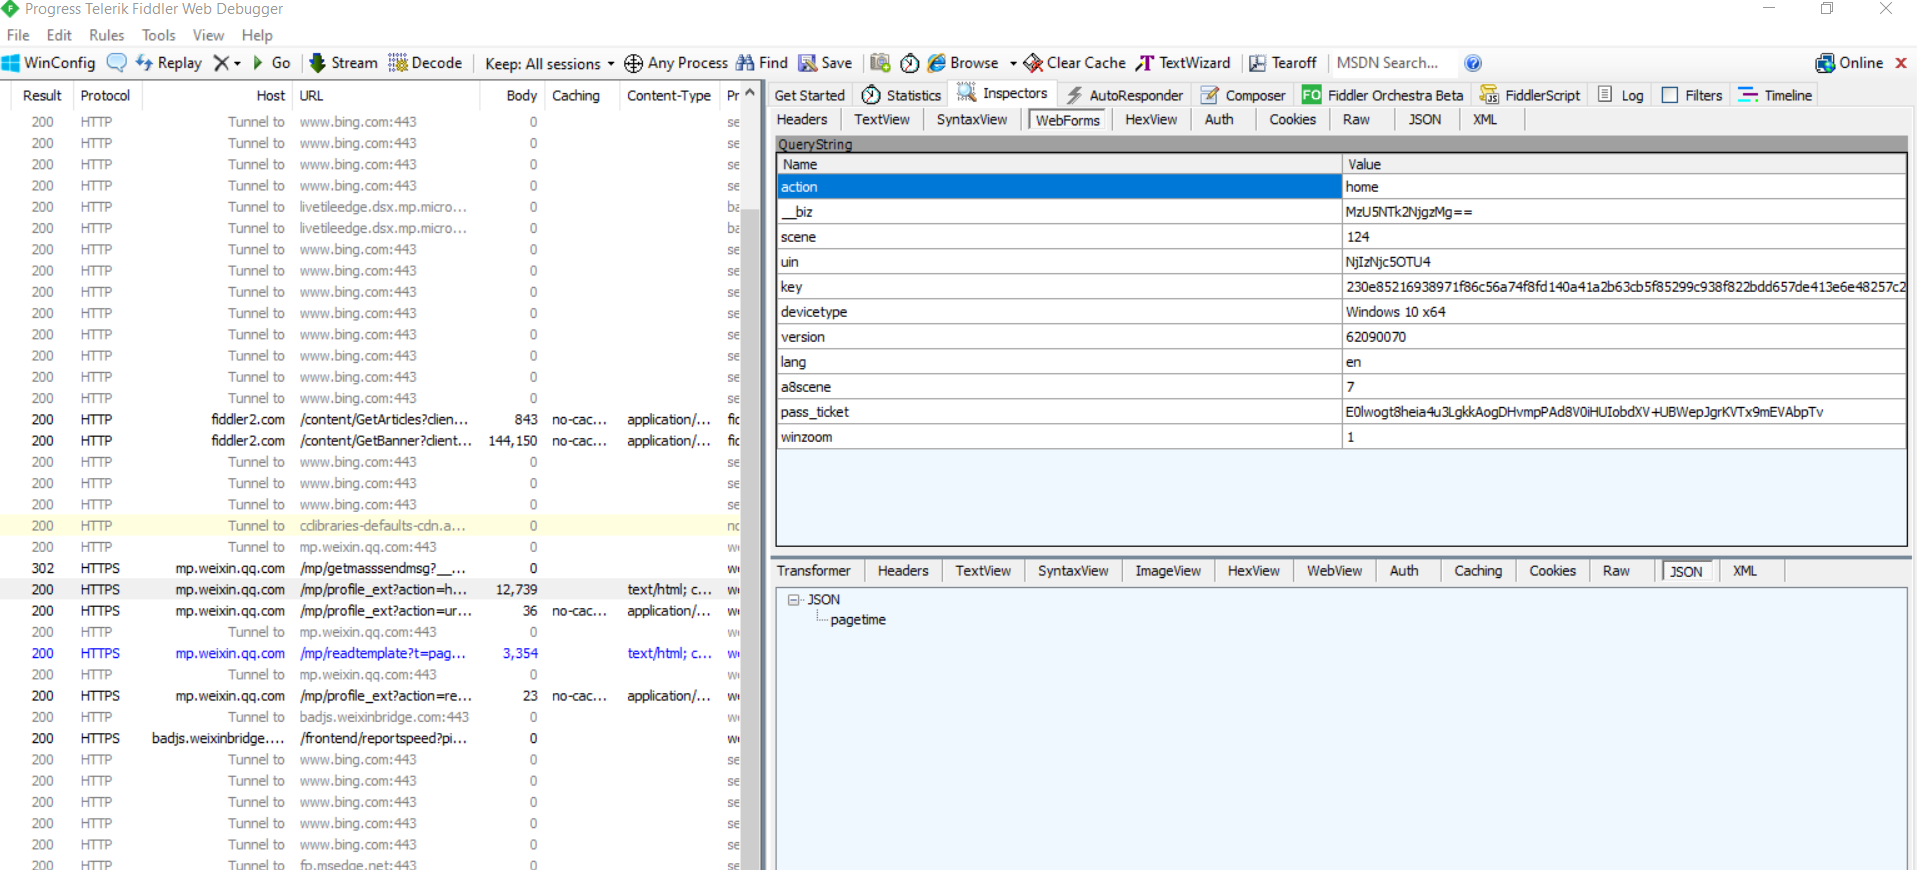 Progress Telerik Fiddler Web Debugger
File Edit Rules Tools View Help
WinConfig Replay Go Stream Decode Keep: All sessions Any Process Find Save Browse Clear Cache TextWizard Tearoff MSDN Search... Online
Result Protocol Host URL Body Caching Content-Type Pr
200 HTTP Tunnel to www.bing.com:443 0 se
200 HTTP Tunnel to www.bing.com:443 0 se
200 HTTP Tunnel to www.bing.com:443 0 se
200 HTTP Tunnel to www.bing.com:443 0 se
200 HTTP Tunnel to livetileedge.dsx.mp.micro... 0 ba
200 HTTP Tunnel to livetileedge.dsx.mp.micro... 0 ba
200 HTTP Tunnel to www.bing.com:443 0 se
200 HTTP Tunnel to www.bing.com:443 0 se
200 HTTP Tunnel to www.bing.com:443 0 se
200 HTTP Tunnel to www.bing.com:443 0 se
200 HTTP Tunnel to www.bing.com:443 0 se
200 HTTP Tunnel to www.bing.com:443 0 se
200 HTTP Tunnel to www.bing.com:443 0 se
200 HTTP Tunnel to www.bing.com:443 0 se
200 HTTP fiddler2.com /content/GetArticles?clien... 843 no-cac... application/... fic
200 HTTP fiddler2.com /content/GetBanner?client... 144,150 no-cac... application/... fic
200 HTTP Tunnel to www.bing.com:443 0 se
200 HTTP Tunnel to www.bing.com:443 0 se
200 HTTP Tunnel to www.bing.com:443 0 se
200 HTTP Tunnel to cclibraries-defaults-cdn.a... 0 nc
200 HTTP Tunnel to mp.weixin.qq.com:443 0 we
302 HTTPS mp.weixin.qq.com /mp/getmasssendmsg?__... 0 we
200 HTTPS mp.weixin.qq.com /mp/profile_ext?action=h... 12,739 text/html; c... we
200 HTTPS mp.weixin.qq.com /mp/profile_ext?action=ur... 36 no-cac... application/... we
200 HTTP Tunnel to mp.weixin.qq.com:443 0 we
200 HTTPS mp.weixin.qq.com /mp/readtemplate?t=pag... 3,354 text/html; c... we
200 HTTP Tunnel to mp.weixin.qq.com:443 0 we
200 HTTPS mp.weixin.qq.com /mp/profile_ext?action=re... 23 no-cac... application/... we
200 HTTP Tunnel to badjs.weixinbridge.com:443 0 we
200 HTTPS badjs.weixinbridge.... /frontend/reportspeed?pi... 0 we
200 HTTP Tunnel to www.bing.com:443 0 se
200 HTTP Tunnel to www.bing.com:443 0 se
200 HTTP Tunnel to www.bing.com:443 0 se
200 HTTP Tunnel to www.bing.com:443 0 se
200 HTTP Tunnel to www.bing.com:443 0 se
200 HTTP Tunnel to fp.msedge.net:443 0 se
Get Started Statistics Inspectors AutoResponder Composer FO Fiddler Orchestra Beta FiddlerScript Log Filters Timeline
Headers TextView SyntaxView WebForms HexView Auth Cookies Raw JSON XML
QueryString
Name Value
action home
__biz MzU5NTk2NjgzMg==
scene 124
uin NjIzNjc5OTU4
key 230e85216938971f86c56a74f8fd140a41a2b63cb5f85299c938f822bdd657de413e6e48257c2
devicetype Windows 10 x64
version 62090070
lang en
a8scene 7
pass_ticket E0lwogt8heia4u3LgkkAogDHvmpPAd8V0iHUIobdXV+UBWepJgrKVTx9mEVAbpTv
winzoom 1
Transformer Headers TextView SyntaxView ImageView HexView WebView Auth Caching Cookies Raw JSON XML
JSON
pagetime